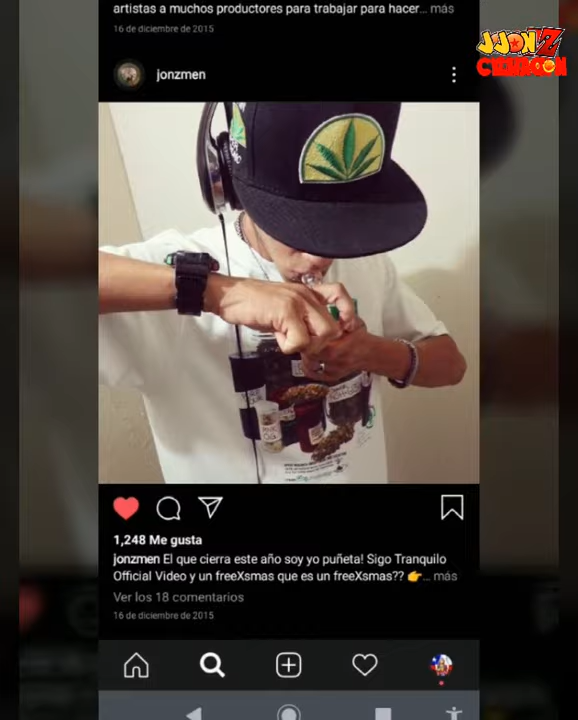 artistas a muchos productores para trabajar para hacer... más
16 de diciembre de 2015
JJONZ
jonzmen
1,248 Me gusta
jonzmen El que cierra este año soy yo puñeta! Sigo Tranquilo
Official Video y un freeXsmas que es un freeXsmas?? 👉... más
Ver los 18 comentarios
16 de diciembre de 2015